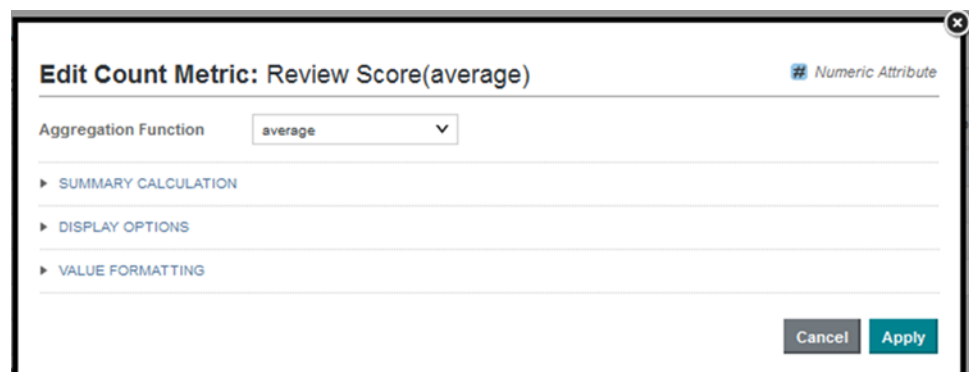 Edit Count Metric: Review Score(average)
# Numeric Attribute
Aggregation Function
average
SUMMARY CALCULATION
DISPLAY OPTIONS
VALUE FORMATTING
Cancel
Apply